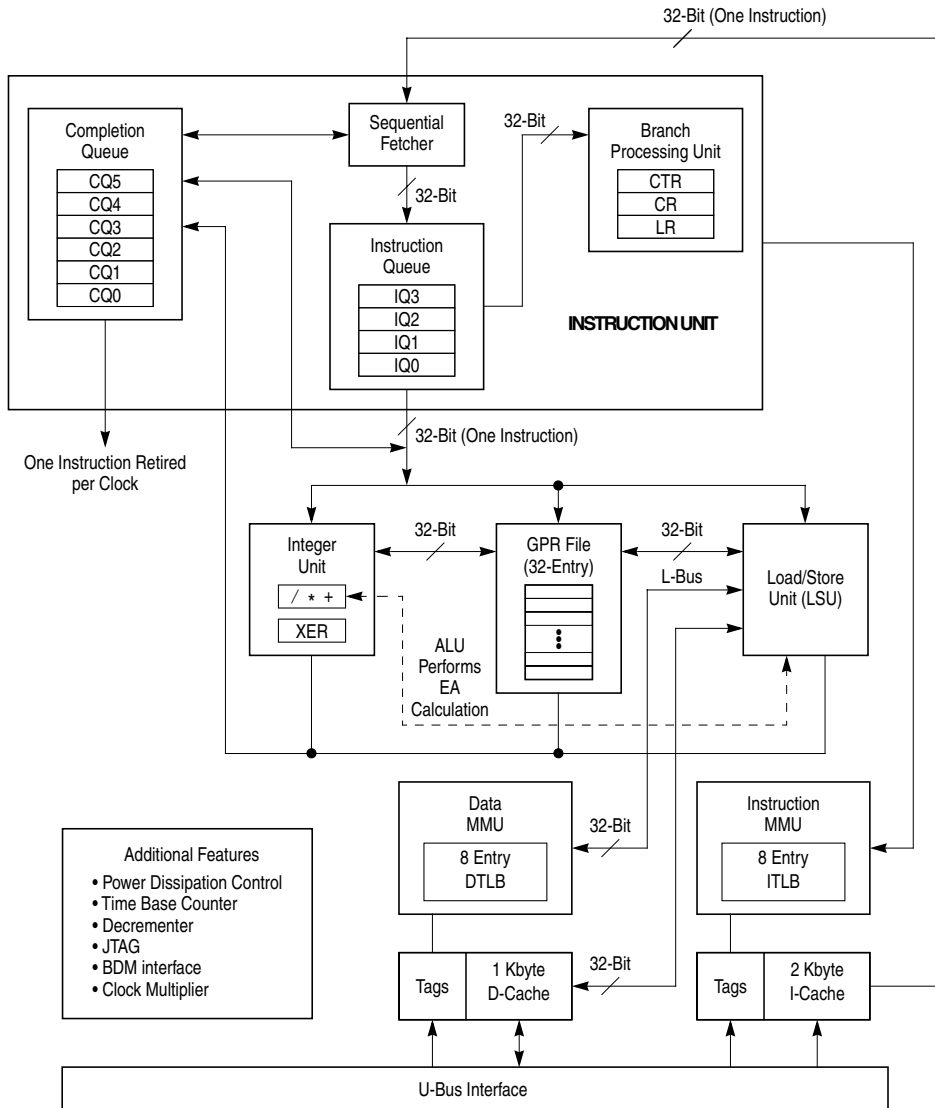 32-Bit (One Instruction)
Completion
Queue
CQ5
CQ4
CQ3
CQ2
CQ1
CQ0
Sequential
Fetcher
32-Bit
32-Bit
Branch
Processing Unit
CTR
CR
LR
Instruction
Queue
IQ3
IQ2
IQ1
IQ0
INSTRUCTION UNIT
32-Bit (One Instruction)
One Instruction Retired
per Clock
Integer
Unit
/ * +
XER
32-Bit
GPR File
(32-Entry)
32-Bit
L-Bus
Load/Store
Unit (LSU)
ALU
Performs
EA
Calculation
Data
MMU
8 Entry
DTLB
32-Bit
Instruction
MMU
8 Entry
ITLB
Additional Features
• Power Dissipation Control
• Time Base Counter
• Decrementer
• JTAG
• BDM interface
• Clock Multiplier
Tags
1 Kbyte
D-Cache
32-Bit
Tags
2 Kbyte
I-Cache
U-Bus Interface